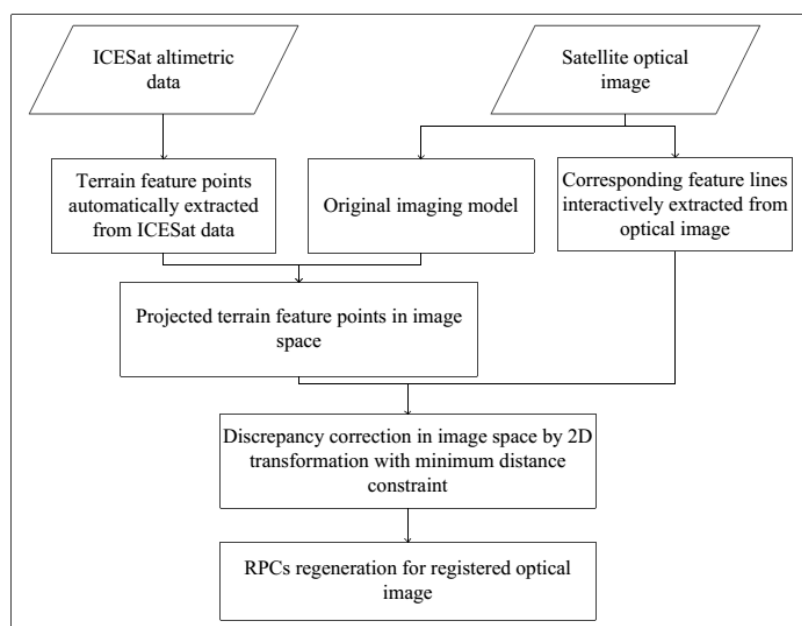 ICESat altimetric
data
Satellite optical
image
Terrain feature points
automatically extracted
from ICESat data
Original imaging model
Corresponding feature lines
interactively extracted from
optical image
Projected terrain feature points in image
space
Discrepancy correction in image space by 2D
transformation with minimum distance
constraint
RPCs regeneration for registered optical
image